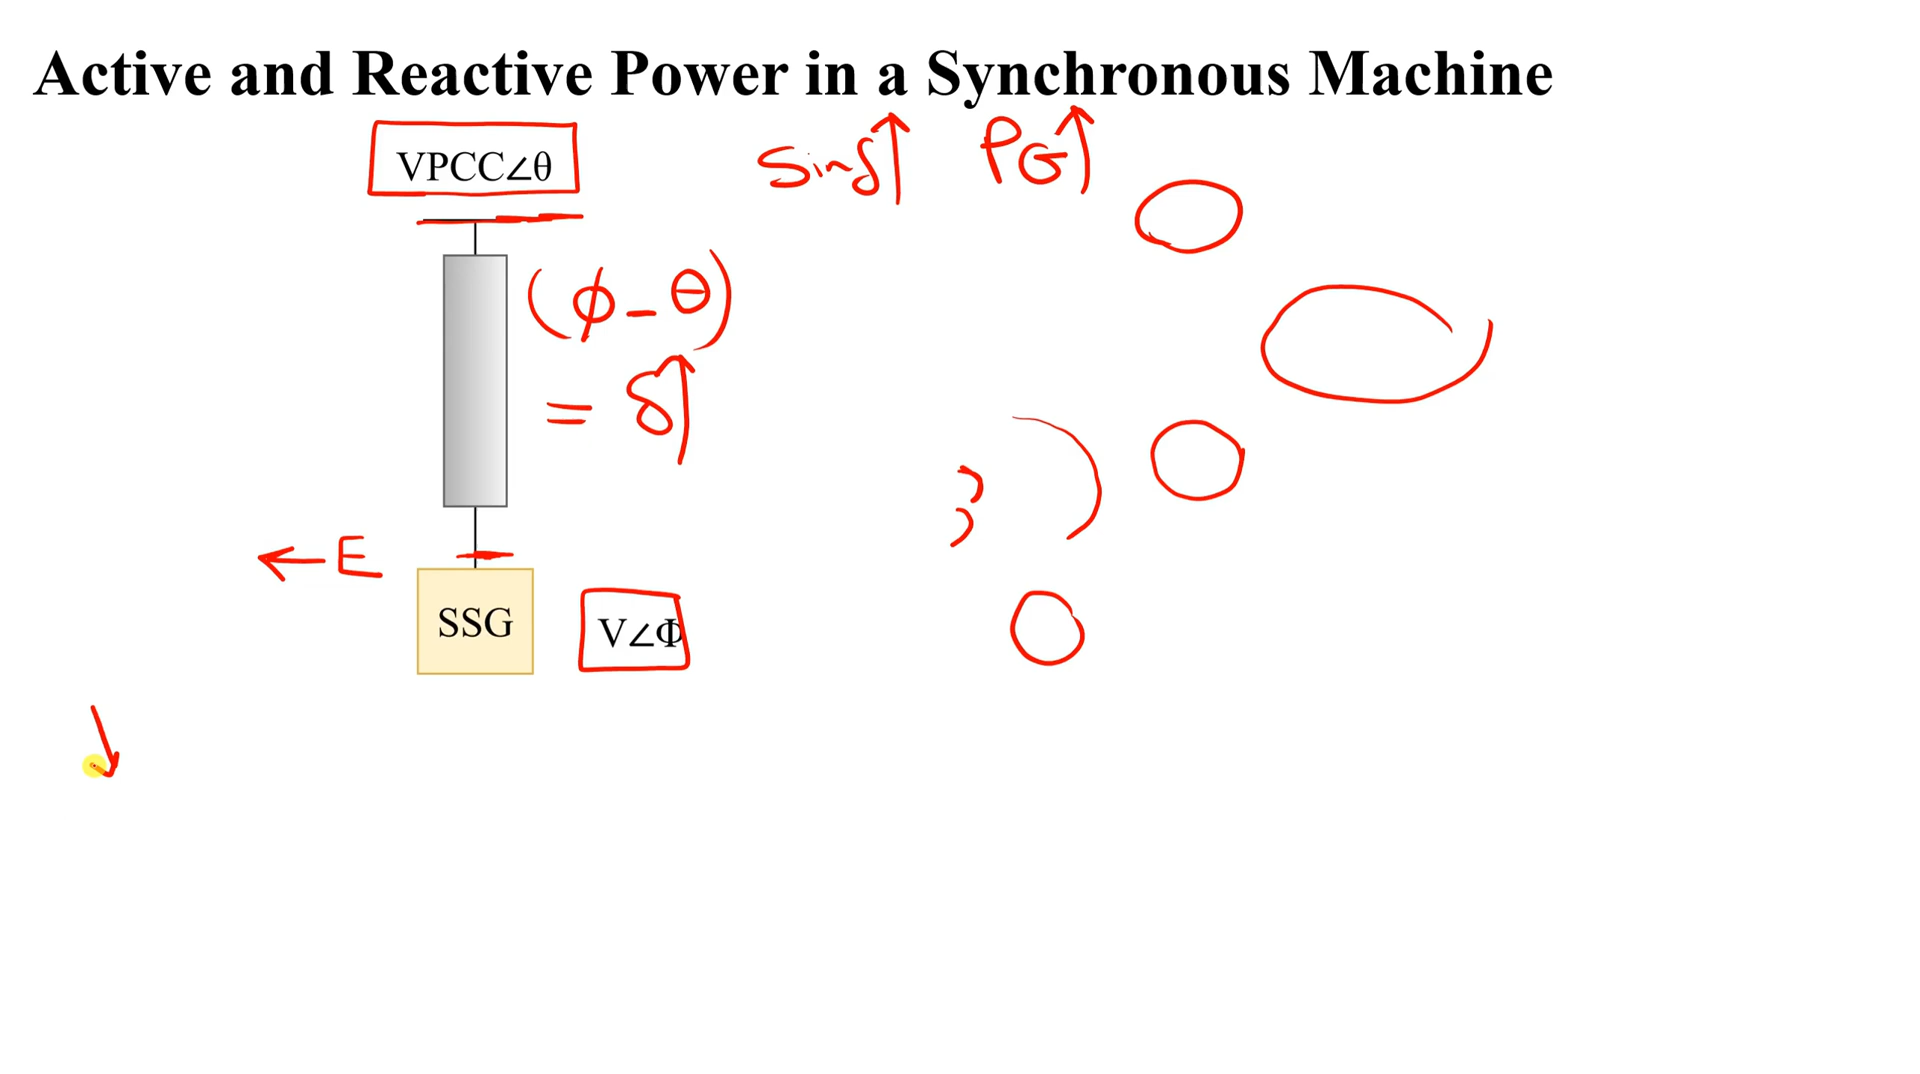 Active and Reactive Power in a Synchronous Machine
VPCC∠θ
Sinδ↑ PG↑
(ϕ-θ)
= δ↑
←E
SSG
V∠Φ